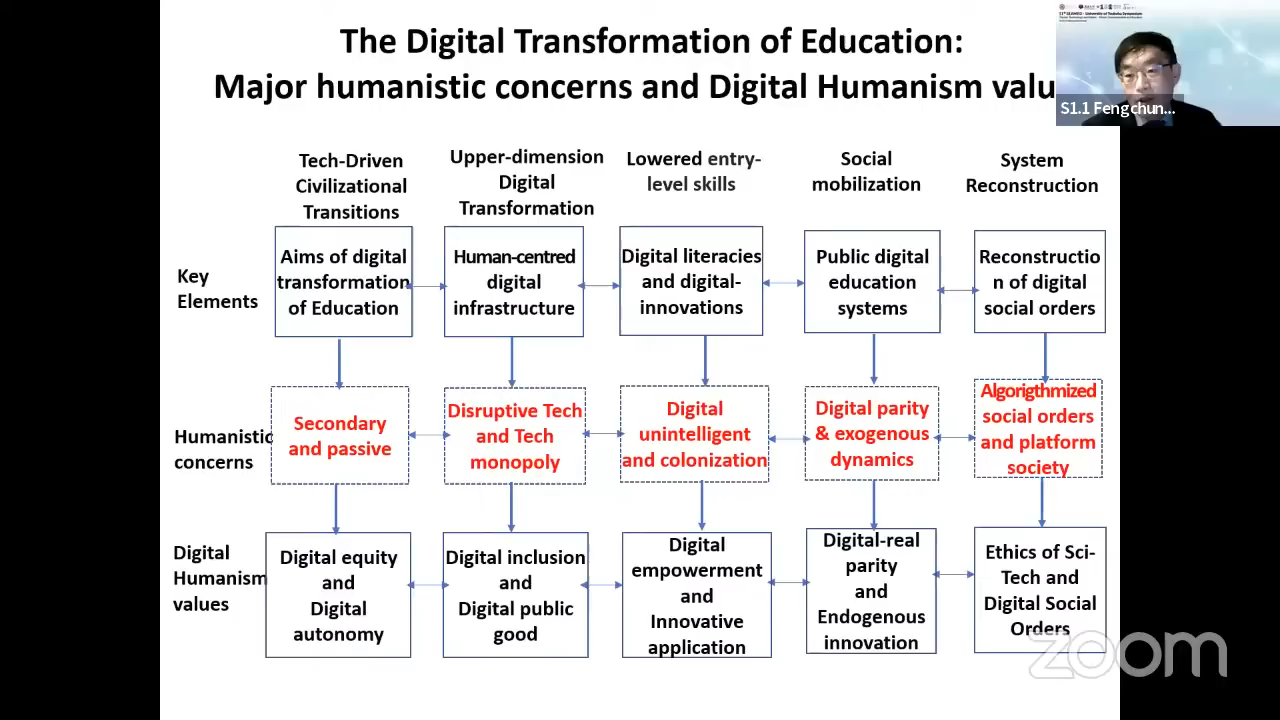 The Digital Transformation of Education:
Major humanistic concerns and Digital Humanism valu
S1.1 Fengchun...
Tech-Driven
Civilizational
Transitions
Upper-dimension
Digital
Transformation
Lowered entry-
level skills
Social
mobilization
System
Reconstruction
Key
Elements
Aims of digital
transformation
of Education
Human-centred
digital
infrastructure
Digital literacies
and digital-
innovations
Public digital
education
systems
Reconstructio
n of digital
social orders
Humanistic
concerns
Secondary
and passive
Disruptive Tech
and Tech
monopoly
Digital
unintelligent
and colonization
Digital parity
& exogenous
dynamics
Algorigthmized
social orders
and platform
society
Digital
Humanism
values
Digital equity
and
Digital
autonomy
Digital inclusion
and
Digital public
good
Digital
empowerment
and
Innovative
application
Digital-real
parity
and
Endogenous
innovation
Ethics of Sci-
Tech and
Digital Social
Orders
zoom